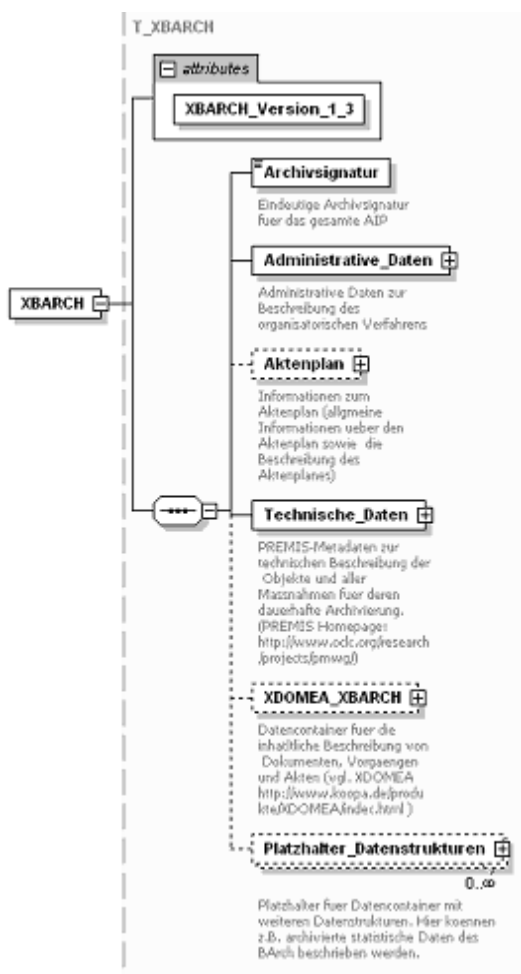 T_XBARCH
attributes
XBARCH_Version_1_3
Archivsignatur
Eindeutige Archivsignatur
fuer das gesamte AIP
Administrative_Daten
Administrative Daten zur
Beschreibung des
organisatorischen Verfahrens
XBARCH
Aktenplan
Informationen zum
Aktenplan (allgmeine
Informationen ueber den
Aktenplan sowie die
Beschreibung des
Aktenplanes)
Technische_Daten
PREMIS-Metadaten zur
technischen Beschreibung der
Objekte und aller
Massnahmen fuer deren
dauerhafte Archivierung.
(PREMIS Homepage:
http://www.oclc.org/research
/projects/pmwg/)
XDOMEA_XBARCH
Datencontainer fuer die
inhatltliche Beschreibung von
Dokumenten, Vorgaengen
und Akten (vgl. XDOMEA
http://www.koopa.de/produ
kte/XDOMEA/index.html )
Platzhalter_Datenstrukturen
0..∞
Platzhalter fuer Datencontainer mit
weiteren Datenstrukturen. Hier koennen
z.B. archivierte statistische Daten des
BArch beschrieben werden.